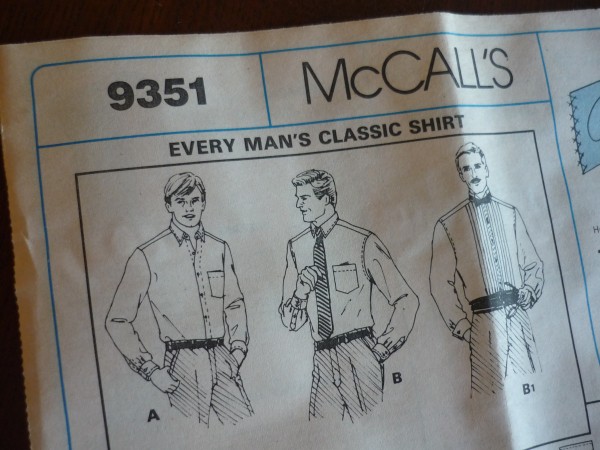 9351
McCALL'S
EVERY MAN'S CLASSIC SHIRT
A
B
B1